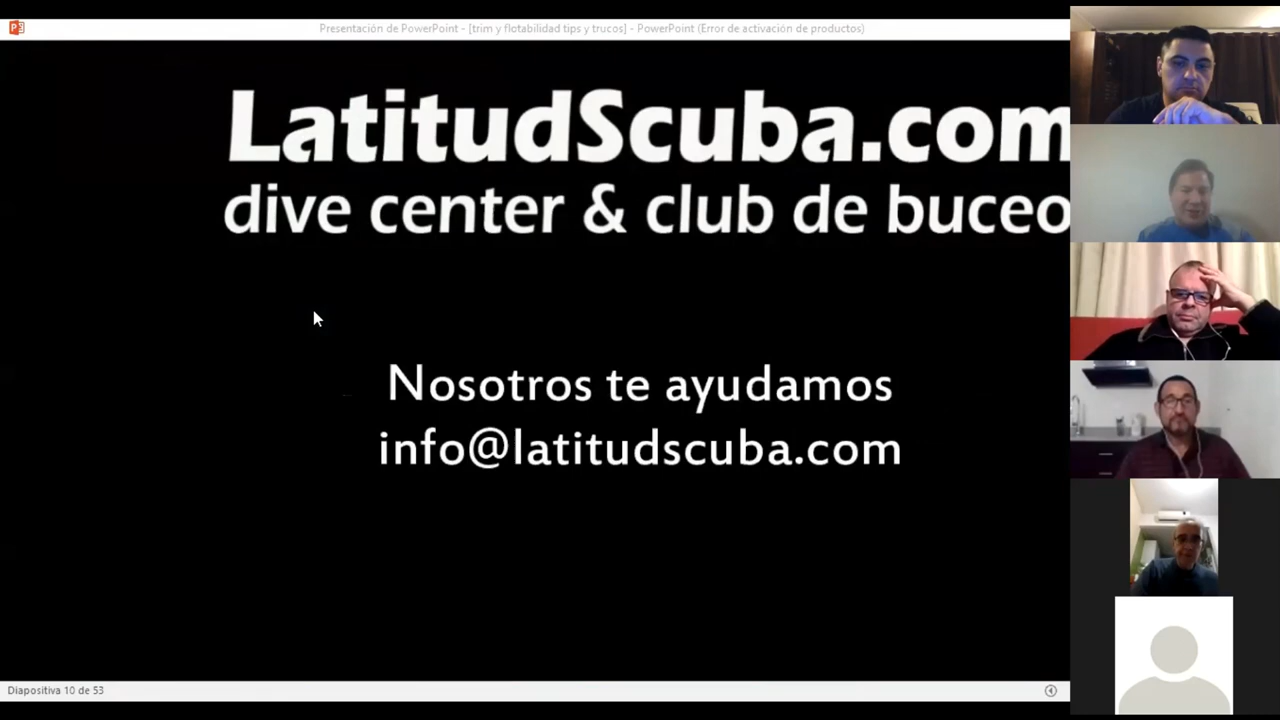 Presentación de PowerPoint - [trim y flotabilidad tips y trucos] - PowerPoint (Error de activación de productos)
LatitudScuba.com
dive center & club de buceo
Nosotros te ayudamos
info@latitudscuba.com
Diapositiva 10 de 53